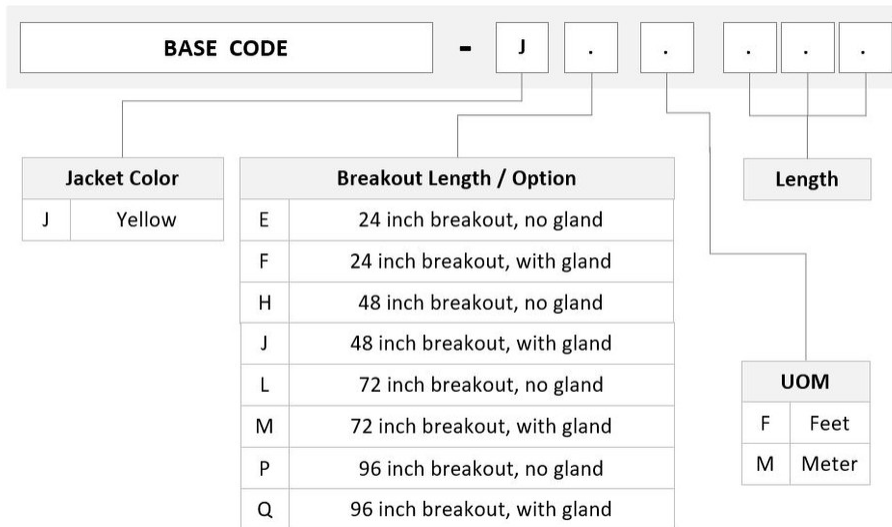 BASE CODE - J . . . . .
Jacket Color
J Yellow
Breakout Length / Option
E 24 inch breakout, no gland
F 24 inch breakout, with gland
H 48 inch breakout, no gland
J 48 inch breakout, with gland
L 72 inch breakout, no gland
M 72 inch breakout, with gland
P 96 inch breakout, no gland
Q 96 inch breakout, with gland
Length
UOM
F Feet
M Meter